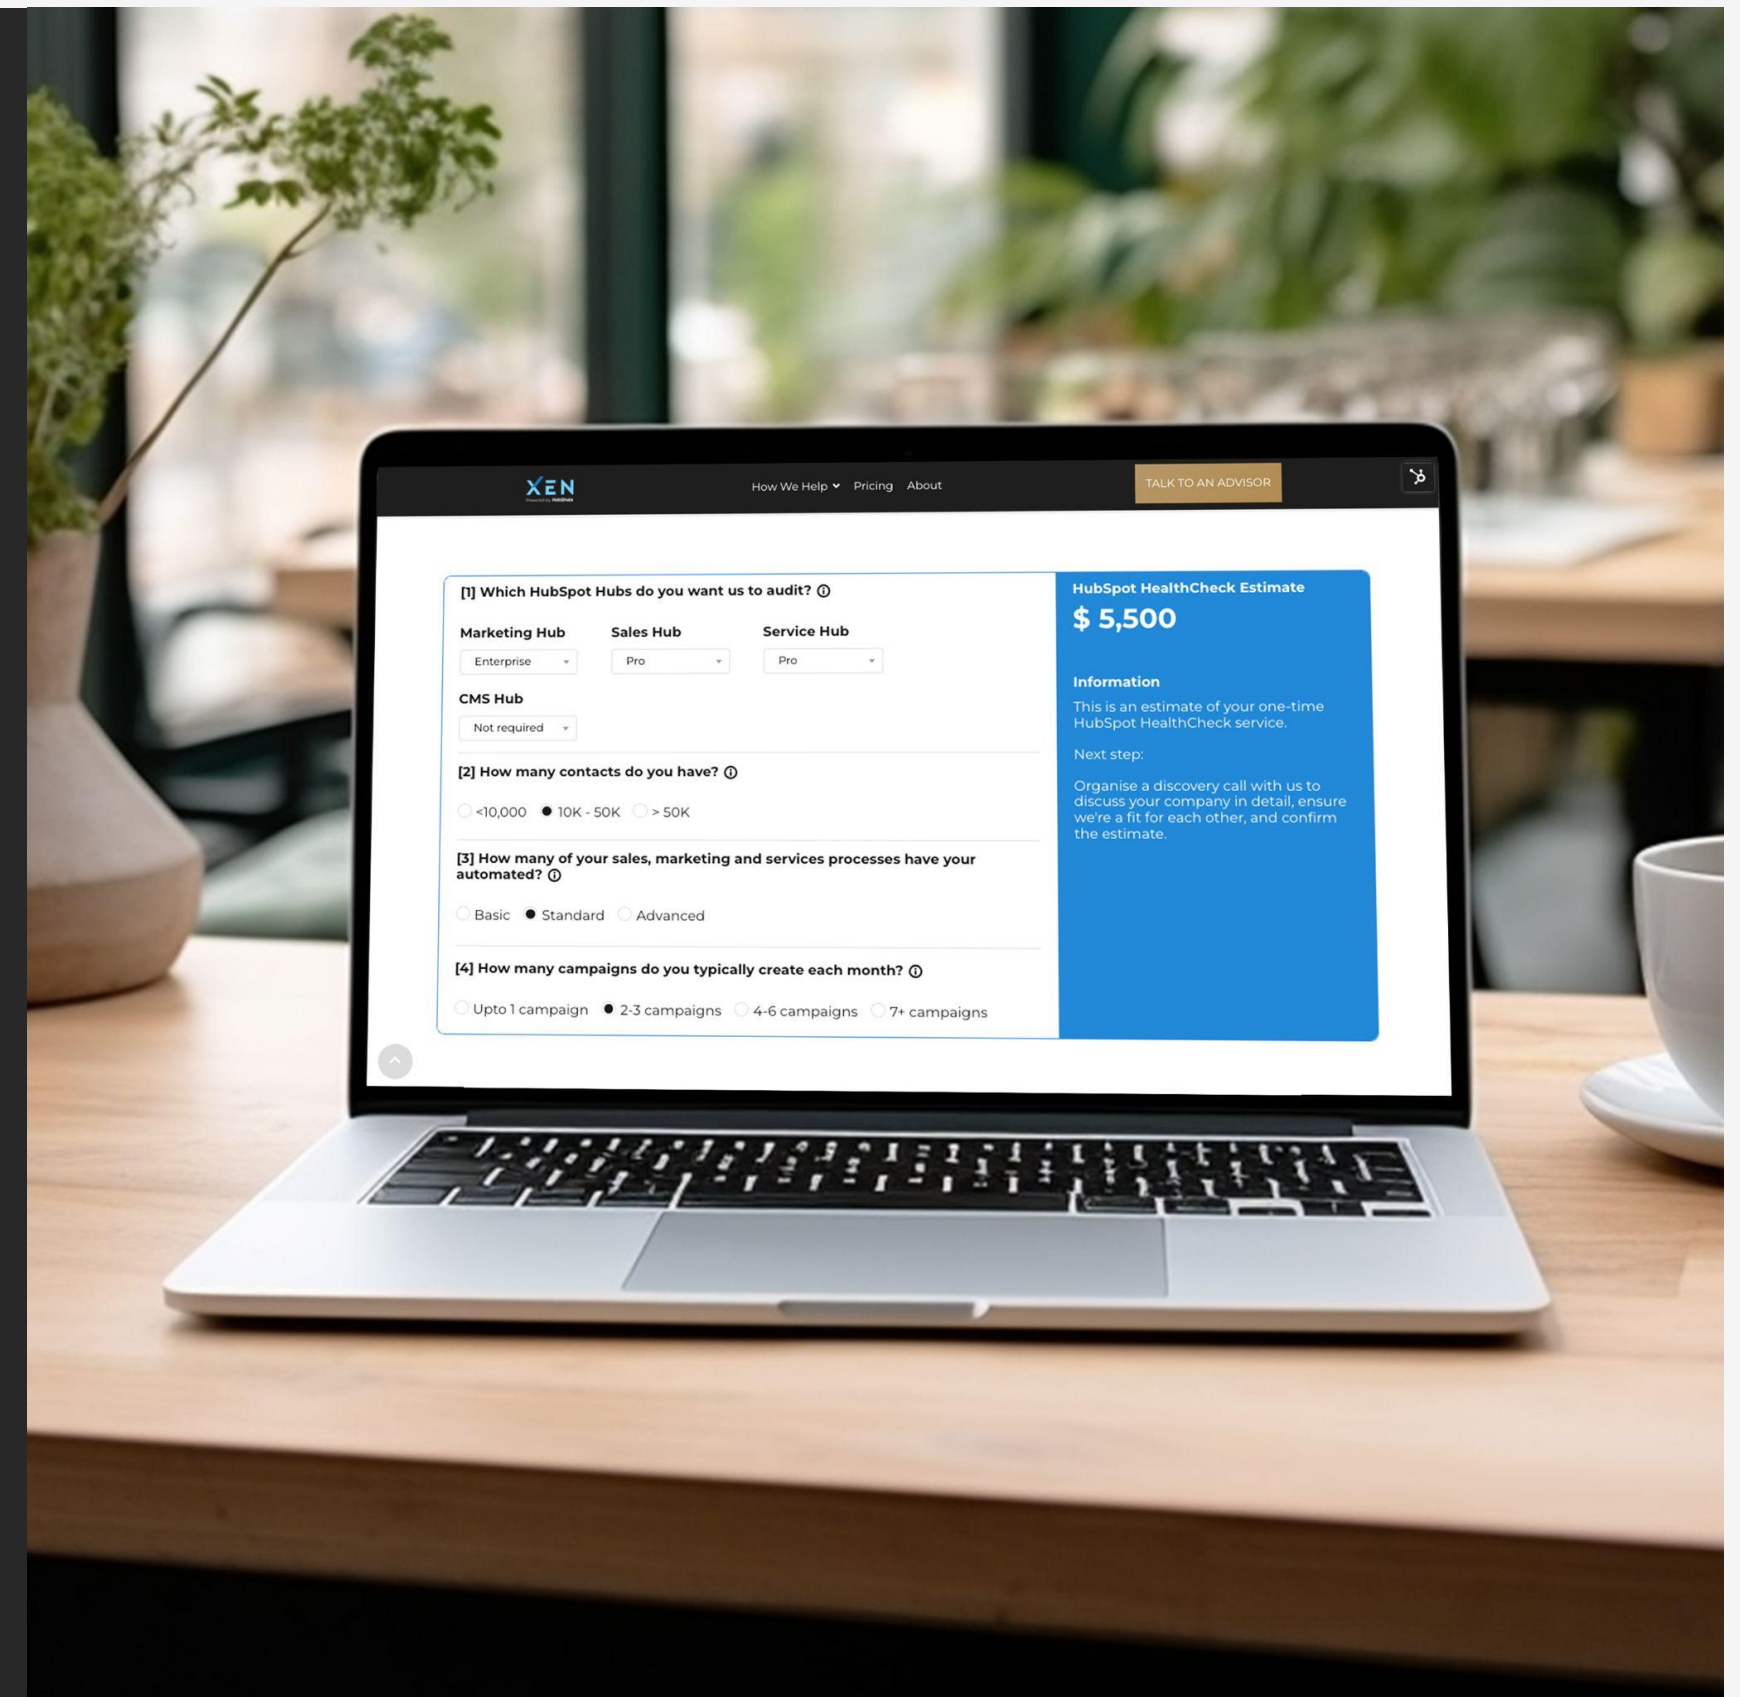 XEN
How We Help Pricing About
TALK TO AN ADVISOR
[1] Which HubSpot Hubs do you want us to audit?
Marketing Hub Sales Hub Service Hub
Enterprise Pro Pro
CMS Hub
Not required
[2] How many contacts do you have?
<10,000 10K - 50K > 50K
[3] How many of your sales, marketing and services processes have your
automated?
Basic Standard Advanced
[4] How many campaigns do you typically create each month?
Upto 1 campaign 2-3 campaigns 4-6 campaigns 7+ campaigns
HubSpot HealthCheck Estimate
$ 5,500
Information
This is an estimate of your one-time
HubSpot HealthCheck service.
Next step:
Organise a discovery call with us to
discuss your company in detail, ensure
we're a fit for each other, and confirm
the estimate.